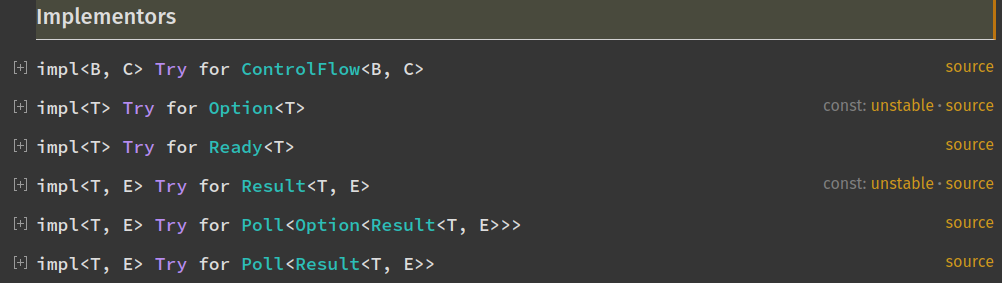 Implementors
[+] impl<B, C> Try for ControlFlow<B, C> source
[+] impl<T> Try for Option<T> const: unstable · source
[+] impl<T> Try for Ready<T> source
[+] impl<T, E> Try for Result<T, E> const: unstable · source
[+] impl<T, E> Try for Poll<Option<Result<T, E>>> source
[+] impl<T, E> Try for Poll<Result<T, E>> source